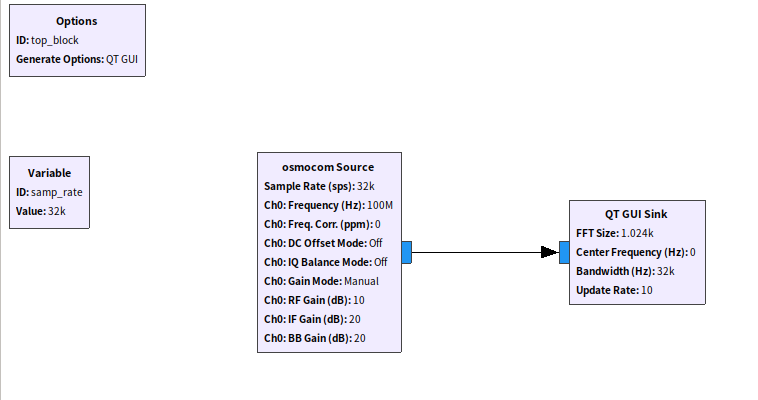 Options
ID: top_block
Generate Options: QT GUI
Variable
ID: samp_rate
Value: 32k
osmocom Source
Sample Rate (sps): 32k
Ch0: Frequency (Hz): 100M
Ch0: Freq. Corr. (ppm): 0
Ch0: DC Offset Mode: Off
Ch0: IQ Balance Mode: Off
Ch0: Gain Mode: Manual
Ch0: RF Gain (dB): 10
Ch0: IF Gain (dB): 20
Ch0: BB Gain (dB): 20
QT GUI Sink
FFT Size: 1.024k
Center Frequency (Hz): 0
Bandwidth (Hz): 32k
Update Rate: 10